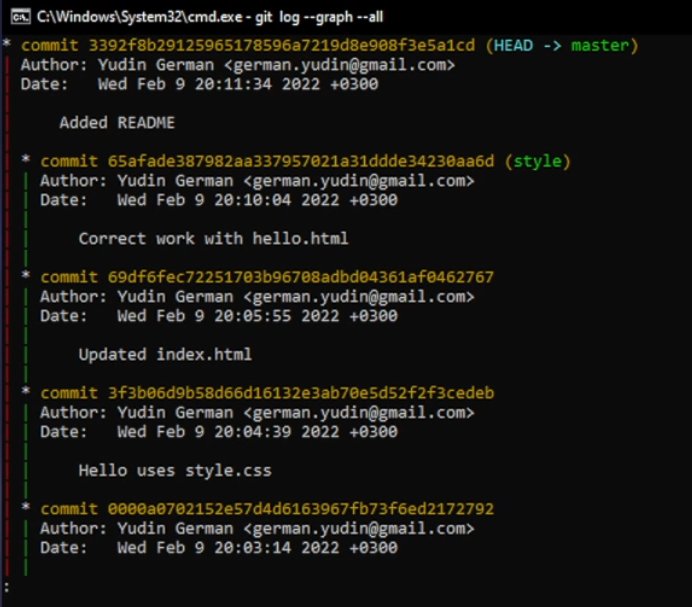 C:\Windows\System32\cmd.exe - git log --graph --all
* commit 3392f8b29125965178596a7219d8e908f3e5a1cd (HEAD -> master)
| Author: Yudin German <german.yudin@gmail.com>
| Date:   Wed Feb 9 20:11:34 2022 +0300
|
|     Added README
|
| * commit 65afade387982aa337957021a31ddde34230aa6d (style)
| | Author: Yudin German <german.yudin@gmail.com>
| | Date:   Wed Feb 9 20:10:04 2022 +0300
| |
| |     Correct work with hello.html
| |
| * commit 69df6fec72251703b96708adbd04361af0462767
| | Author: Yudin German <german.yudin@gmail.com>
| | Date:   Wed Feb 9 20:05:55 2022 +0300
| |
| |     Updated index.html
| |
| * commit 3f3b06d9b58d66d16132e3ab70e5d52f2f3cedeb
| | Author: Yudin German <german.yudin@gmail.com>
| | Date:   Wed Feb 9 20:04:39 2022 +0300
| |
| |     Hello uses style.css
| |
| * commit 0000a0702152e57d4d6163967fb73f6ed2172792
| | Author: Yudin German <german.yudin@gmail.com>
| | Date:   Wed Feb 9 20:03:14 2022 +0300
| |
: